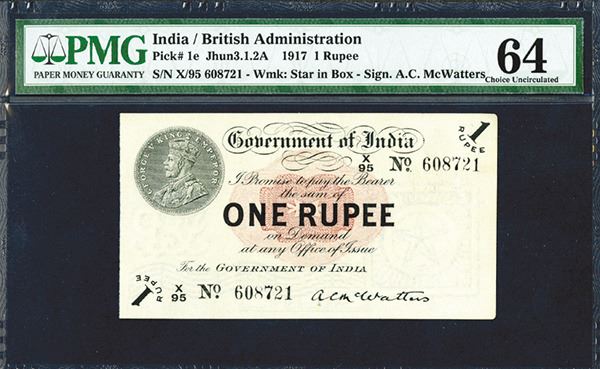 PMG
PAPER MONEY GUARANTY
India / British Administration
Pick# 1e Jhun3.1.2A 1917 1 Rupee
S/N X/95 608721 - Wmk: Star in Box - Sign. A.C. McWatters
64
Choice Uncirculated
GEORGE V KING EMPEROR
Government of India
1
RUPEE
X
95 No. 608721
I Promise to pay the Bearer
the sum of
ONE RUPEE
on Demand
at any Office of Issue
For the GOVERNMENT OF INDIA
1
RUPEE
X
95 No. 608721
A.C. McWatters